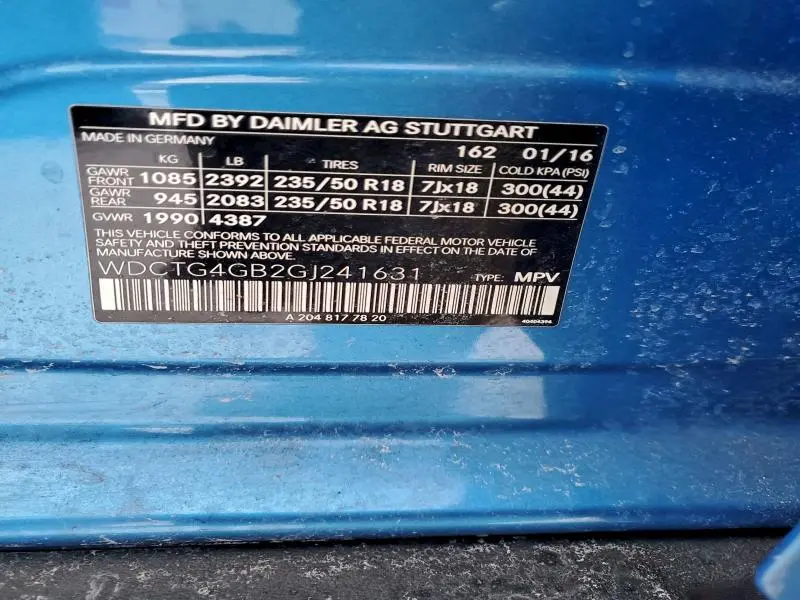 MFD BY DAIMLER AG STUTTGART
MADE IN GERMANY 162 01/16
KG LB TIRES RIM SIZE COLD KPA (PSI)
GAWR FRONT 1085 2392 235/50 R18 7Jx18 300(44)
GAWR REAR 945 2083 235/50 R18 7Jx18 300(44)
GVWR 1990 4387
THIS VEHICLE CONFORMS TO ALL APPLICABLE FEDERAL MOTOR VEHICLE
SAFETY AND THEFT PREVENTION STANDARDS IN EFFECT ON THE DATE OF
MANUFACTURE SHOWN ABOVE.
WDCTG4GB2GJ241631 TYPE: MPV
A 204 817 78 20